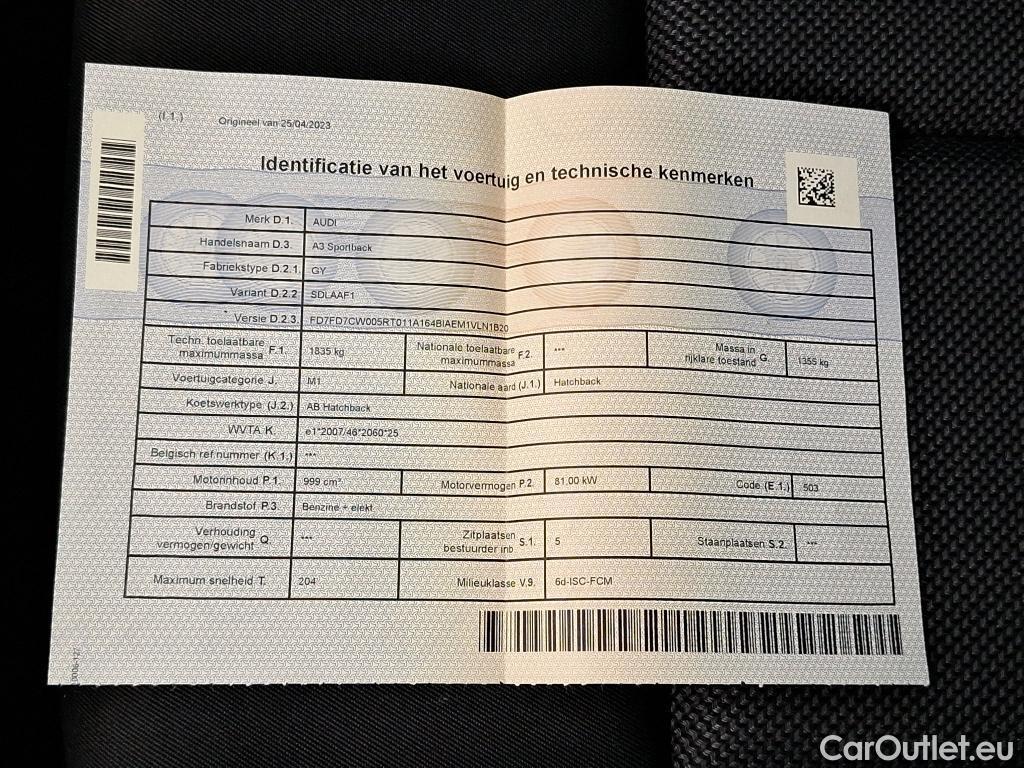 (I.1.)
Origineel van 25/04/2023
Identificatie van het voertuig en technische kenmerken
Merk D.1. AUDI
Handelsnaam D.3. A3 Sportback
Fabriekstype D.2.1 GY
Variant D.2.2 SDLAAF1
Versie D.2.3. FD7FD7CW005RT011A164BIAEM1VLN1B20
Techn. toelaatbare maximummassa F.1. 1835 kg Nationale toelaatbare maximummassa F.2. *** Massa in rijklare toestand G. 1355 kg
Voertuigcategorie J. M1 Nationale aard (J.1.) Hatchback
Koetswerktype (J.2.) AB Hatchback
WVTA K. e1*2007/46*2060*25
Belgisch ref.nummer (K.1.) ***
Motorinhoud P.1. 999 cm³ Motorvermogen P.2. 81.00 kW Code (E.1.) 503
Brandstof P.3. Benzine + elekt
Verhouding vermogen/gewicht Q. *** Zitplaatsen bestuurder inb S.1. 5 Staanplaatsen S.2. ***
Maximum snelheid T. 204 Milieuklasse V.9. 6d-ISC-FCM
CarOutlet.eu